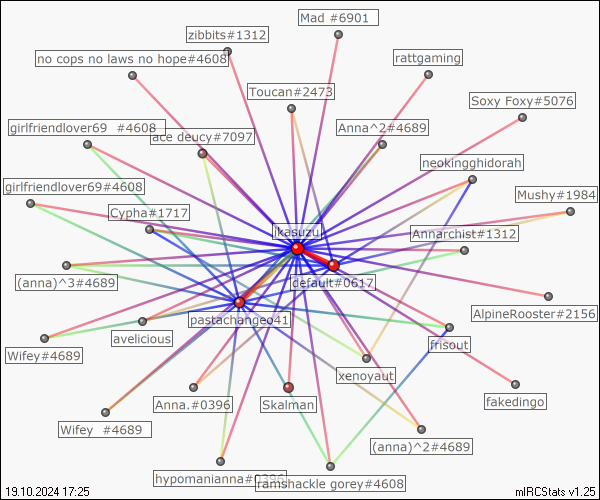 Mad #6901
zibbits#1312
no cops no laws no hope#4608
rattgaming
Toucan#2473
Soxy Foxy#5076
girlfriendlover69 #4608
ace deucy#7097
Anna^2#4689
neokingghidorah
girlfriendlover69#4608
Mushy#1984
Cypha#1717
ikasuzu
Annarchist#1312
(anna)^3#4689
default#0617
AlpineRooster#2156
pastachangeo41
avelicious
frisout
Wifey#4689
xenoyaut
Anna.#0396
Skalman
fakedingo
Wifey #4689
(anna)^2#4689
hypomanianna#0396
ramshackle gorey#4608
19.10.2024 17:25
mIRCStats v1.25